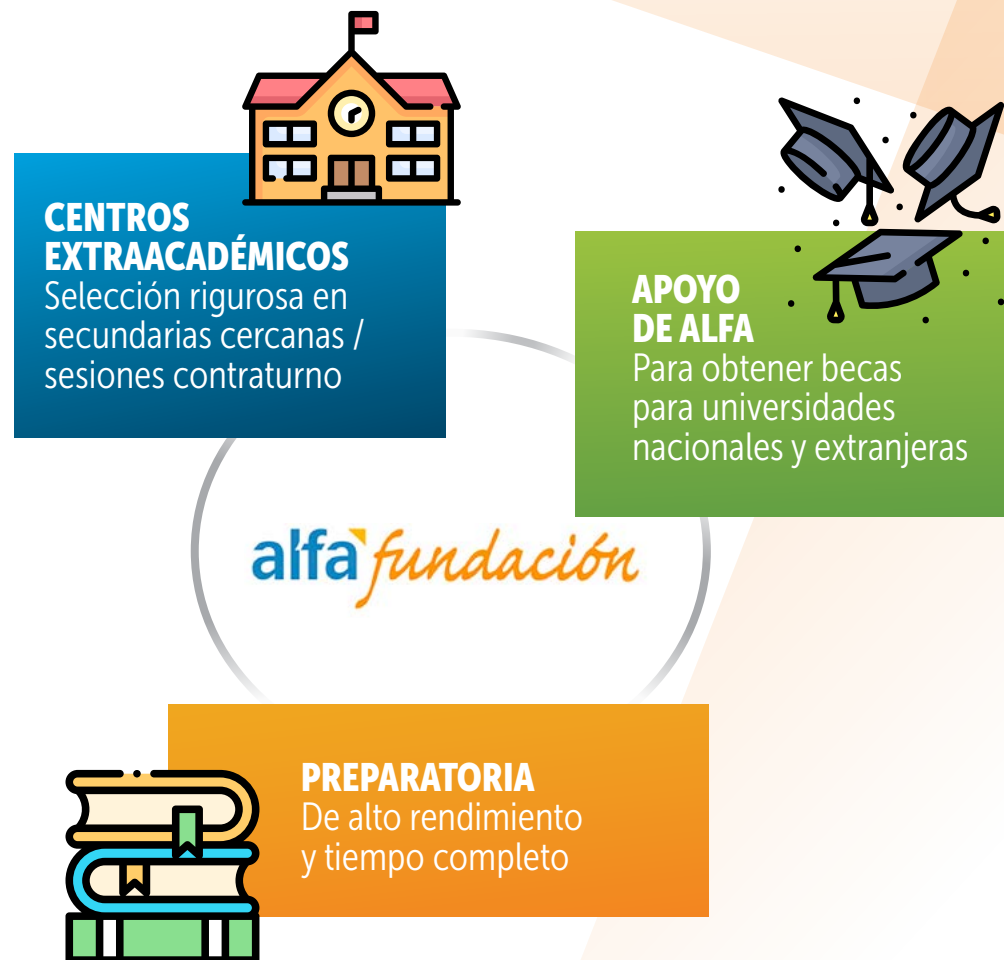 CENTROS
EXTRAACADÉMICOS
Selección rigurosa en
secundarias cercanas /
sesiones contraturno
APOYO
DE ALFA
Para obtener becas
para universidades
nacionales y extranjeras
alfa fundación
PREPARATORIA
De alto rendimiento
y tiempo completo